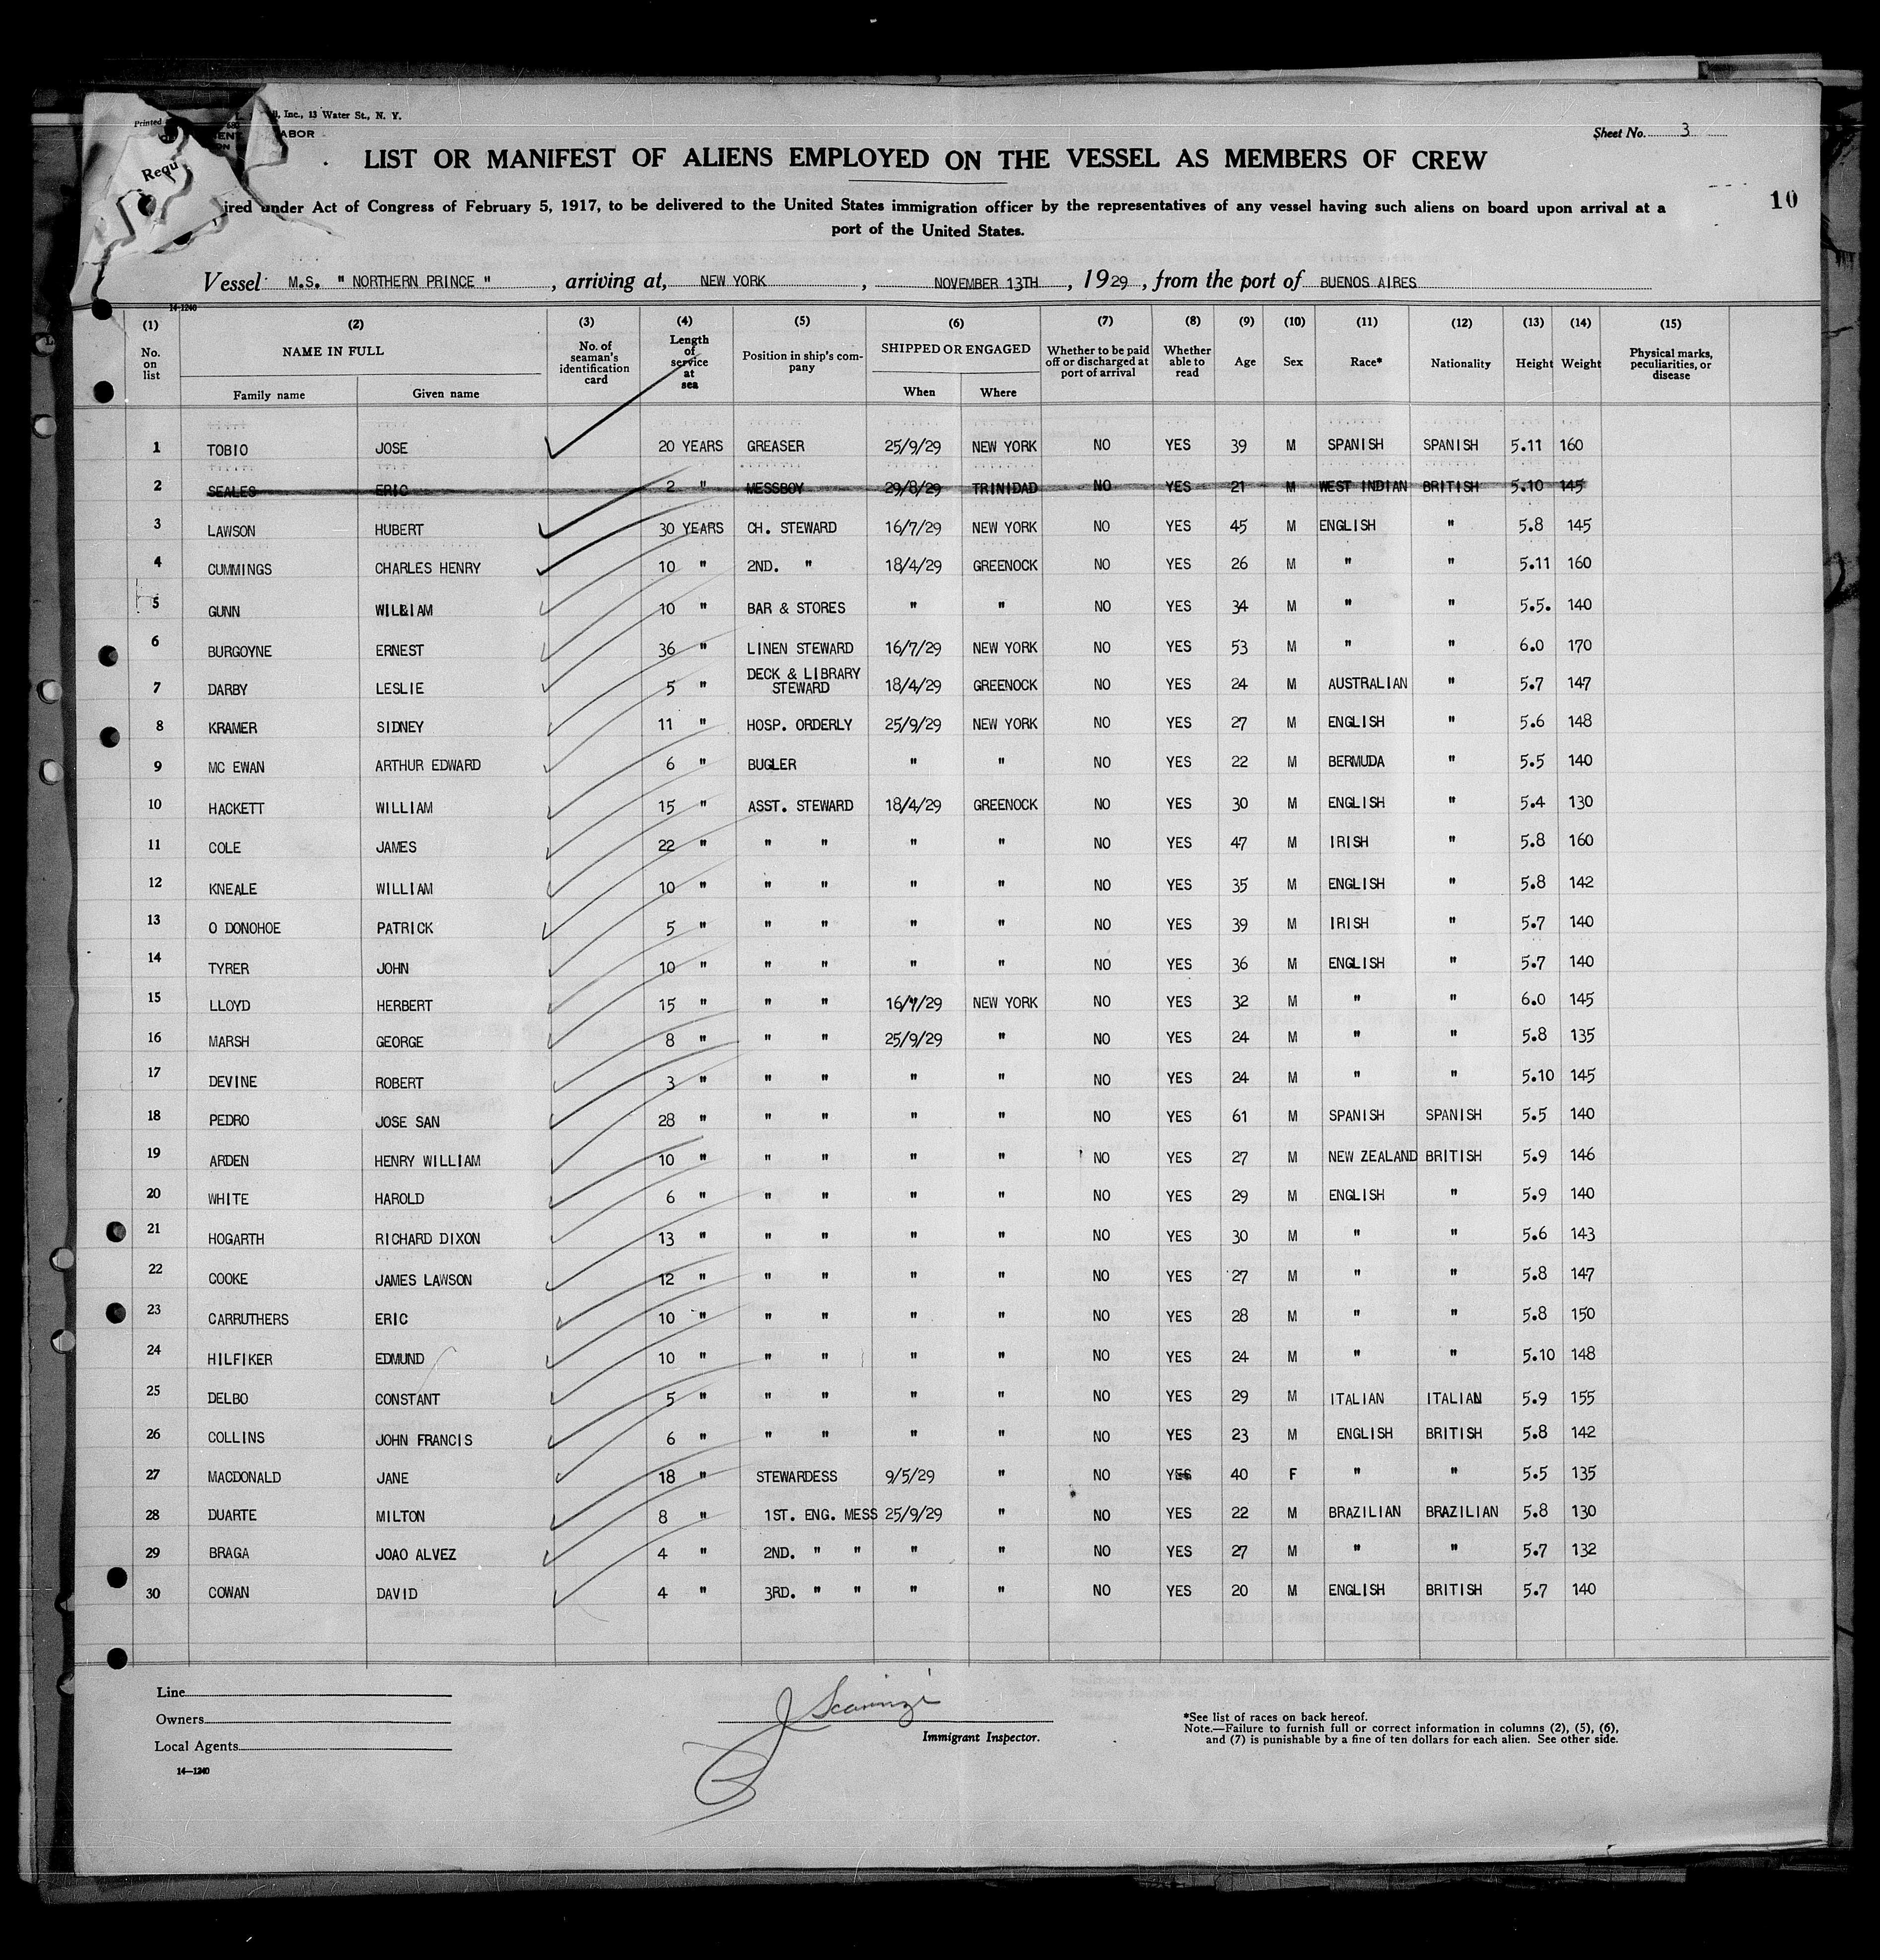 Printed l, Inc., 13 Water St., N. Y.
ABOR
Sheet No. 3
LIST OR MANIFEST OF ALIENS EMPLOYED ON THE VESSEL AS MEMBERS OF CREW
10
Required under Act of Congress of February 5, 1917, to be delivered to the United States immigration officer by the representatives of any vessel having such aliens on board upon arrival at a
port of the United States.
Vessel M.S. " NORTHERN PRINCE " , arriving at, NEW YORK , NOVEMBER 13TH , 1929 , from the port of BUENOS AIRES
14-1240
(1) (2) (3) (4) (5) (6) (7) (8) (9) (10) (11) (12) (13) (14) (15)
No. on list NAME IN FULL Family name Given name No. of seaman's identification card Length of service at sea Position in ship's company SHIPPED OR ENGAGED When Where Whether to be paid off or discharged at port of arrival Whether able to read Age Sex Race* Nationality Height Weight Physical marks, peculiarities, or disease
1 TOBIO JOSE 20 YEARS GREASER 25/9/29 NEW YORK NO YES 39 M SPANISH SPANISH 5.11 160
2 SEALES ERIC 2 " MESSBOY 29/8/29 TRINIDAD NO YES 21 M WEST INDIAN BRITISH 5.10 145
3 LAWSON HUBERT 30 YEARS CH. STEWARD 16/7/29 NEW YORK NO YES 45 M ENGLISH " 5.8 145
4 CUMMINGS CHARLES HENRY 10 " 2ND. " 18/4/29 GREENOCK NO YES 26 M " " 5.11 160
5 GUNN WILLIAM 10 " BAR & STORES " " NO YES 34 M " " 5.5. 140
6 BURGOYNE ERNEST 36 " LINEN STEWARD 16/7/29 NEW YORK NO YES 53 M " " 6.0 170
7 DARBY LESLIE 5 " DECK & LIBRARY STEWARD 18/4/29 GREENOCK NO YES 24 M AUSTRALIAN " 5.7 147
8 KRAMER SIDNEY 11 " HOSP. ORDERLY 25/9/29 NEW YORK NO YES 27 M ENGLISH " 5.6 148
9 MC EWAN ARTHUR EDWARD 6 " BUGLER " " NO YES 22 M BERMUDA " 5.5 140
10 HACKETT WILLIAM 15 " ASST. STEWARD 18/4/29 GREENOCK NO YES 30 M ENGLISH " 5.4 130
11 COLE JAMES 22 " " " " " NO YES 47 M IRISH " 5.8 160
12 KNEALE WILLIAM 10 " " " " " NO YES 35 M ENGLISH " 5.8 142
13 O DONOHOE PATRICK 5 " " " " " NO YES 39 M IRISH " 5.7 140
14 TYRER JOHN 10 " " " " " NO YES 36 M ENGLISH " 5.7 140
15 LLOYD HERBERT 15 " " " 16/7/29 NEW YORK NO YES 32 M " " 6.0 145
16 MARSH GEORGE 8 " " " 25/9/29 " NO YES 24 M " " 5.8 135
17 DEVINE ROBERT 3 " " " " " NO YES 24 M " " 5.10 145
18 PEDRO JOSE SAN 28 " " " " " NO YES 61 M SPANISH SPANISH 5.5 140
19 ARDEN HENRY WILLIAM 10 " " " " " NO YES 27 M NEW ZEALAND BRITISH 5.9 146
20 WHITE HAROLD 6 " " " " " NO YES 29 M ENGLISH " 5.9 140
21 HOGARTH RICHARD DIXON 13 " " " " " NO YES 30 M " " 5.6 143
22 COOKE JAMES LAWSON 12 " " " " " NO YES 27 M " " 5.8 147
23 CARRUTHERS ERIC 10 " " " " " NO YES 28 M " " 5.8 150
24 HILFIKER EDMUND 10 " " " " " NO YES 24 M " " 5.10 148
25 DELBO CONSTANT 5 " " " " " NO YES 29 M ITALIAN ITALIAN 5.9 155
26 COLLINS JOHN FRANCIS 6 " " " " " NO YES 23 M ENGLISH BRITISH 5.8 142
27 MACDONALD JANE 18 " STEWARDESS 9/5/29 " NO YES 40 F " " 5.5 135
28 DUARTE MILTON 8 " 1ST. ENG. MESS 25/9/29 " NO YES 22 M BRAZILIAN BRAZILIAN 5.8 130
29 BRAGA JOAO ALVEZ 4 " 2ND. " " " " NO YES 27 M " " 5.7 132
30 COWAN DAVID 4 " 3RD. " " " " NO YES 20 M ENGLISH BRITISH 5.7 140
Line
Owners
Local Agents
14—1240
Immigrant Inspector.
*See list of races on back hereof.
Note.—Failure to furnish full or correct information in columns (2), (5), (6),
and (7) is punishable by a fine of ten dollars for each alien. See other side.